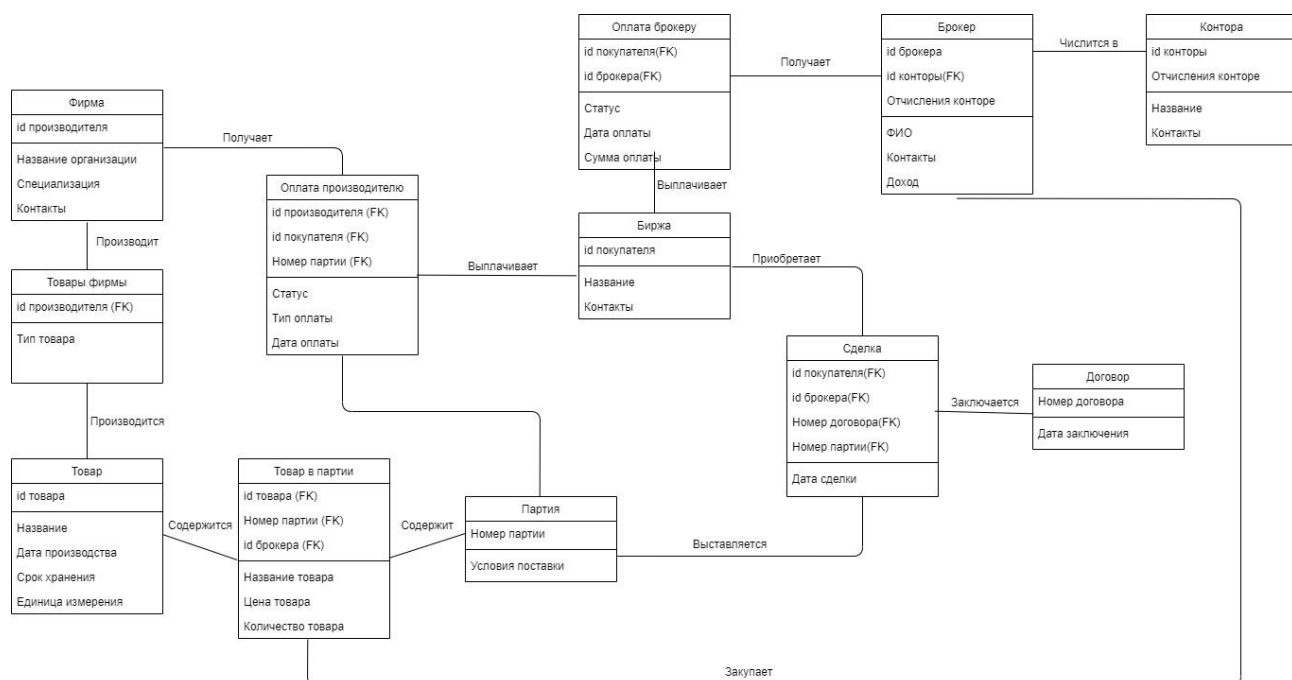 Оплата брокеру
id покупателя(FK)
id брокера(FK)
Статус
Дата оплаты
Сумма оплаты
Получает
Брокер
id брокера
id конторы(FK)
Отчисления конторе
ФИО
Контакты
Доход
Числится в
Контора
id конторы
Отчисления конторе
Название
Контакты
Фирма
id производителя
Название организации
Специализация
Контакты
Получает
Оплата производителю
id производителя (FK)
id покупателя (FK)
Номер партии (FK)
Статус
Тип оплаты
Дата оплаты
Выплачивает
Выплачивает
Биржа
id покупателя
Название
Контакты
Приобретает
Производит
Товары фирмы
id производителя (FK)
Тип товара
Производится
Сделка
id покупателя(FK)
id брокера(FK)
Номер договора(FK)
Номер партии(FK)
Дата сделки
Заключается
Договор
Номер договора
Дата заключения
Товар
id товара
Название
Дата производства
Срок хранения
Единица измерения
Содержится
Товар в партии
id товара (FK)
Номер партии (FK)
id брокера (FK)
Название товара
Цена товара
Количество товара
Содержит
Партия
Номер партии
Условия поставки
Выставляется
Закупает